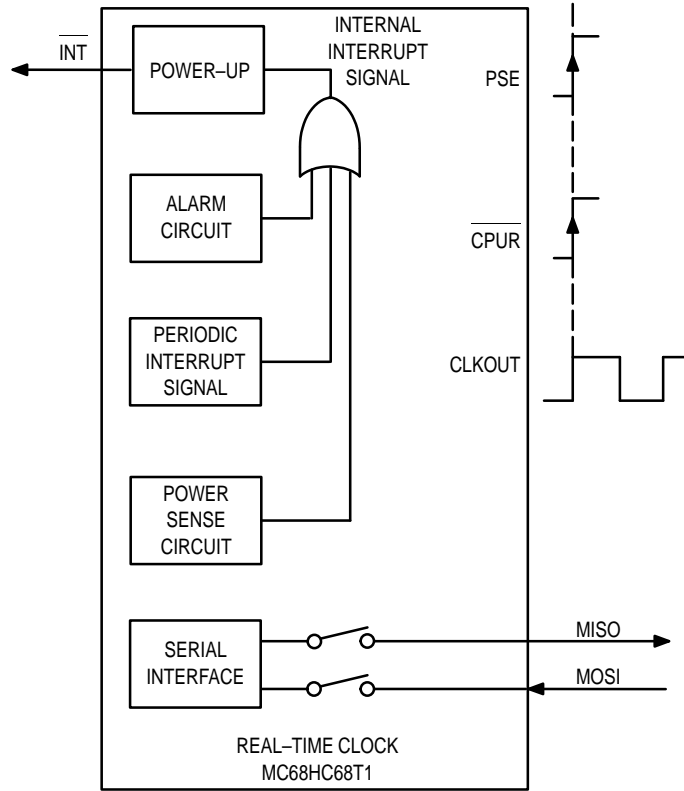 INT
POWER–UP
INTERNAL
INTERRUPT
SIGNAL
PSE
ALARM
CIRCUIT
CPUR
PERIODIC
INTERRUPT
SIGNAL
CLKOUT
POWER
SENSE
CIRCUIT
SERIAL
INTERFACE
MISO
MOSI
REAL–TIME CLOCK
MC68HC68T1